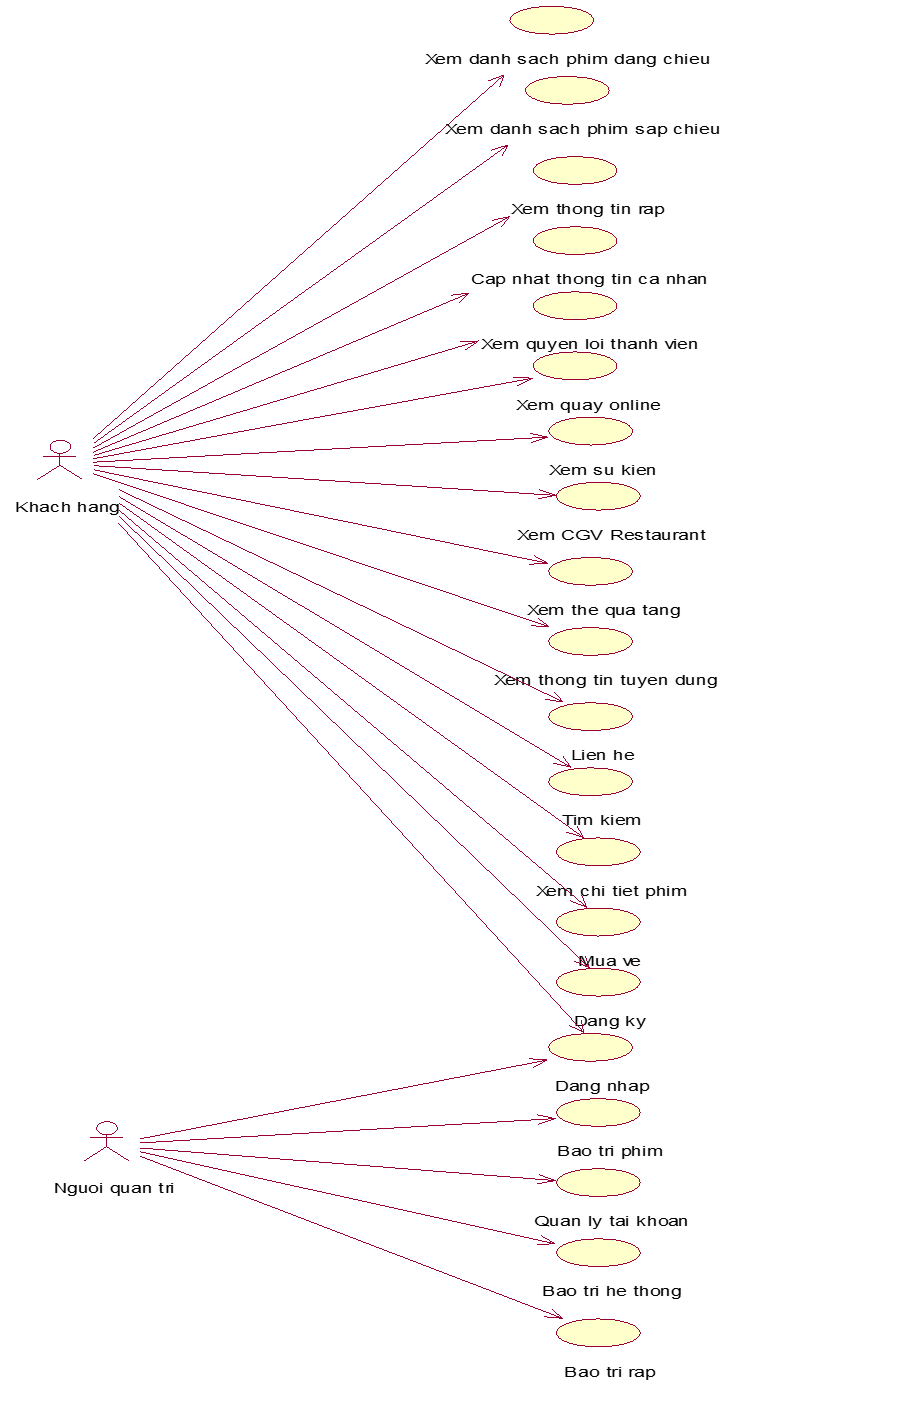 Xem danh sach phim dang chieu
Xem danh sach phim sap chieu
Xem thong tin rap
Cap nhat thong tin ca nhan
Xem quyen loi thanh vien
Xem quay online
Xem su kien
Khach hang
Xem CGV Restaurant
Xem the qua tang
Xem thong tin tuyen dung
Lien he
Tim kiem
Xem chi tiet phim
Mua ve
Dang ky
Dang nhap
Bao tri phim
Nguoi quan tri
Quan ly tai khoan
Bao tri he thong
Bao tri rap